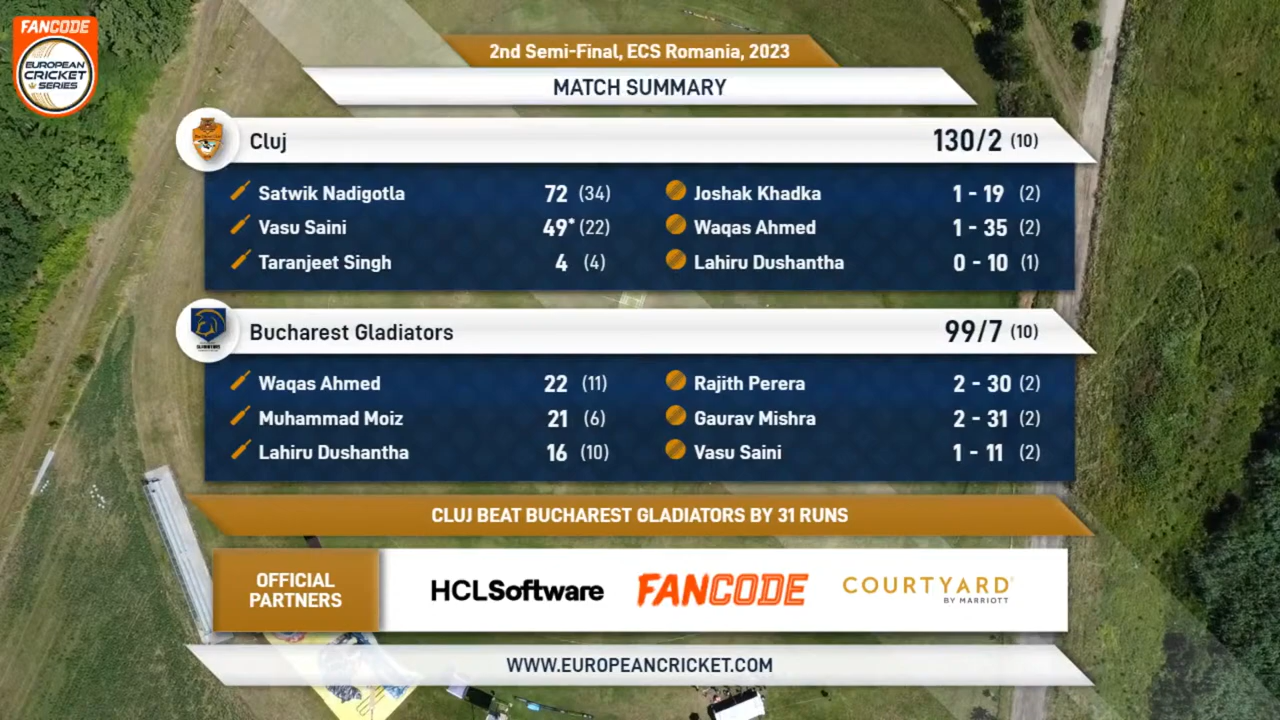 FANCODE
EUROPEAN
CRICKET
SERIES
2nd Semi-Final, ECS Romania, 2023
MATCH SUMMARY
Cluj 130/2 (10)
Satwik Nadigotla 72 (34) Joshak Khadka 1 - 19 (2)
Vasu Saini 49* (22) Waqas Ahmed 1 - 35 (2)
Taranjeet Singh 4 (4) Lahiru Dushantha 0 - 10 (1)
Bucharest Gladiators 99/7 (10)
Waqas Ahmed 22 (11) Rajith Perera 2 - 30 (2)
Muhammad Moiz 21 (6) Gaurav Mishra 2 - 31 (2)
Lahiru Dushantha 16 (10) Vasu Saini 1 - 11 (2)
CLUJ BEAT BUCHAREST GLADIATORS BY 31 RUNS
OFFICIAL
PARTNERS
HCLSoftware FANCODE COURTYARD
BY MARRIOTT
WWW.EUROPEANCRICKET.COM